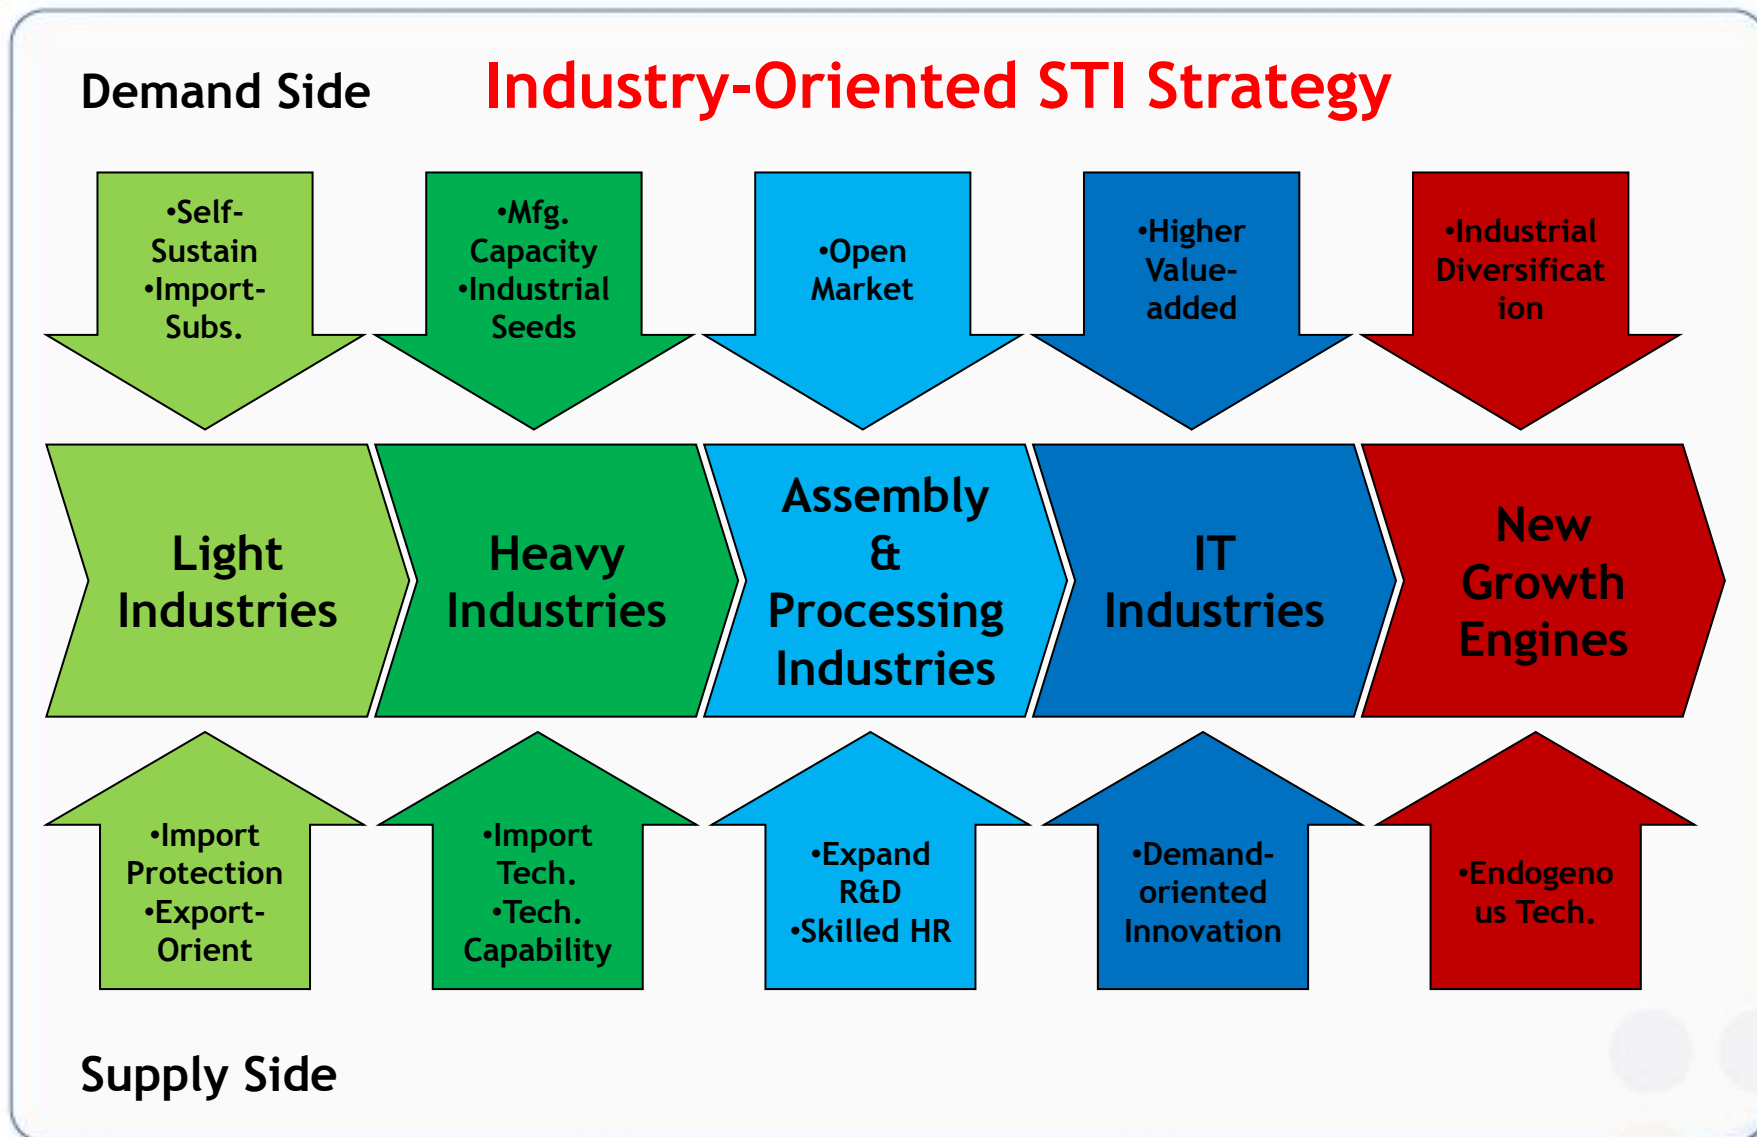 Demand Side
Industry-Oriented STI Strategy
•Self-
Sustain
•Import-
Subs.
•Mfg.
Capacity
•Industrial
Seeds
•Open
Market
•Higher
Value-
added
•Industrial
Diversificat
ion
Light
Industries
Heavy
Industries
Assembly
&
Processing
Industries
IT
Industries
New
Growth
Engines
•Import
Protection
•Export-
Orient
•Import
Tech.
•Tech.
Capability
•Expand
R&D
•Skilled HR
•Demand-
oriented
Innovation
•Endogeno
us Tech.
Supply Side